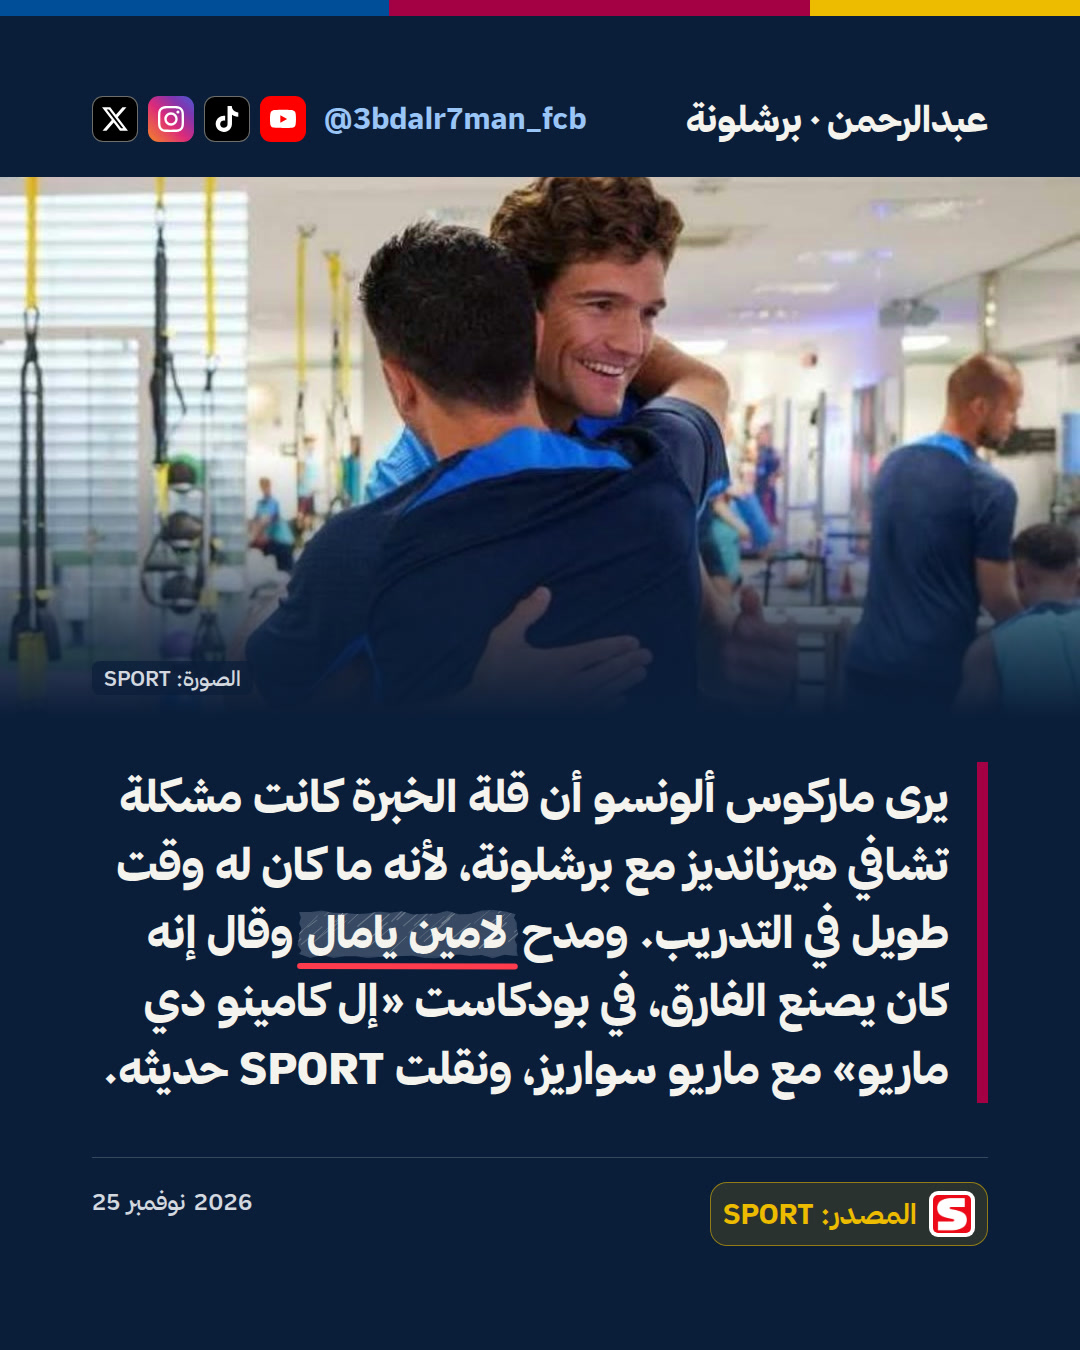 عبدالرحمن · برشلونة
@3bdalr7man_fcb
الصورة: SPORT
يرى ماركوس ألونسو أن قلة الخبرة كانت مشكلة
تشافي هيرنانديز مع برشلونة، لأنه ما كان له وقت
طويل في التدريب. ومدح لامين يامال وقال إنه
كان يصنع الفارق، في بودكاست «إل كامينو دي
ماريو» مع ماريو سواريز، ونقلت SPORT حديثه.
المصدر: SPORT
25 نوفمبر 2026